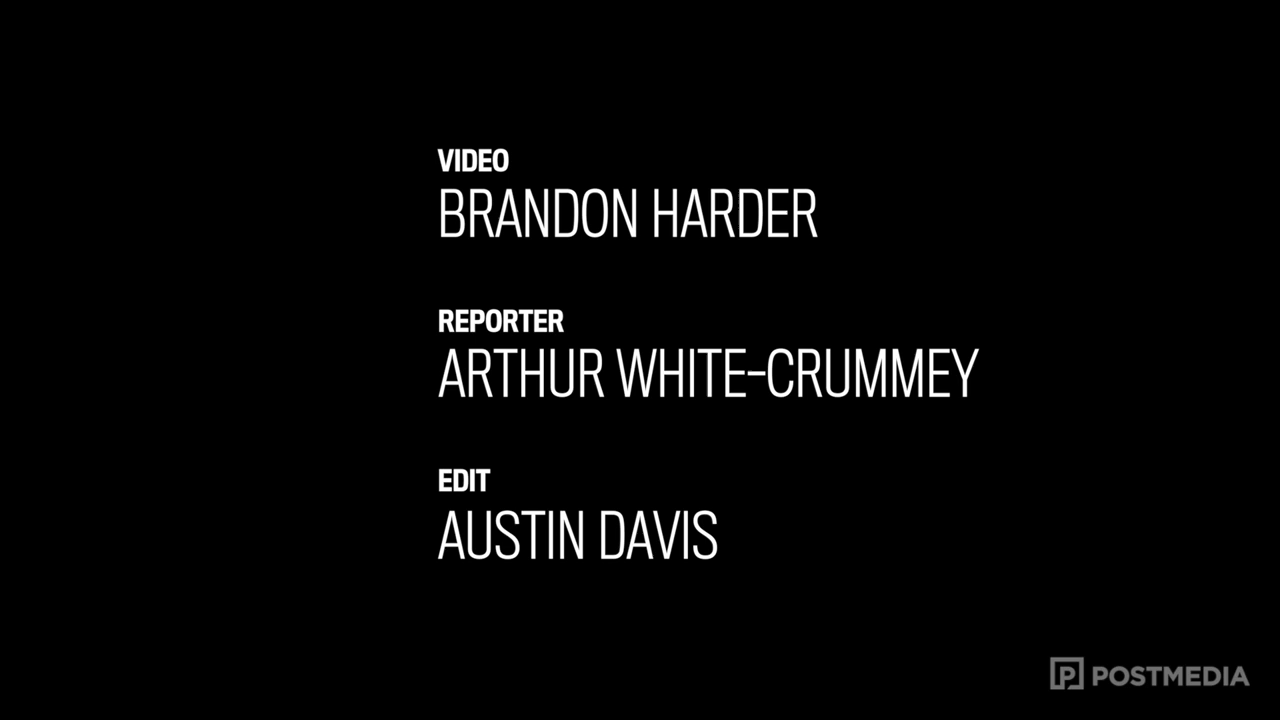 VIDEO
BRANDON HARDER
REPORTER
ARTHUR WHITE-CRUMMEY
EDIT
AUSTIN DAVIS
P POSTMEDIA